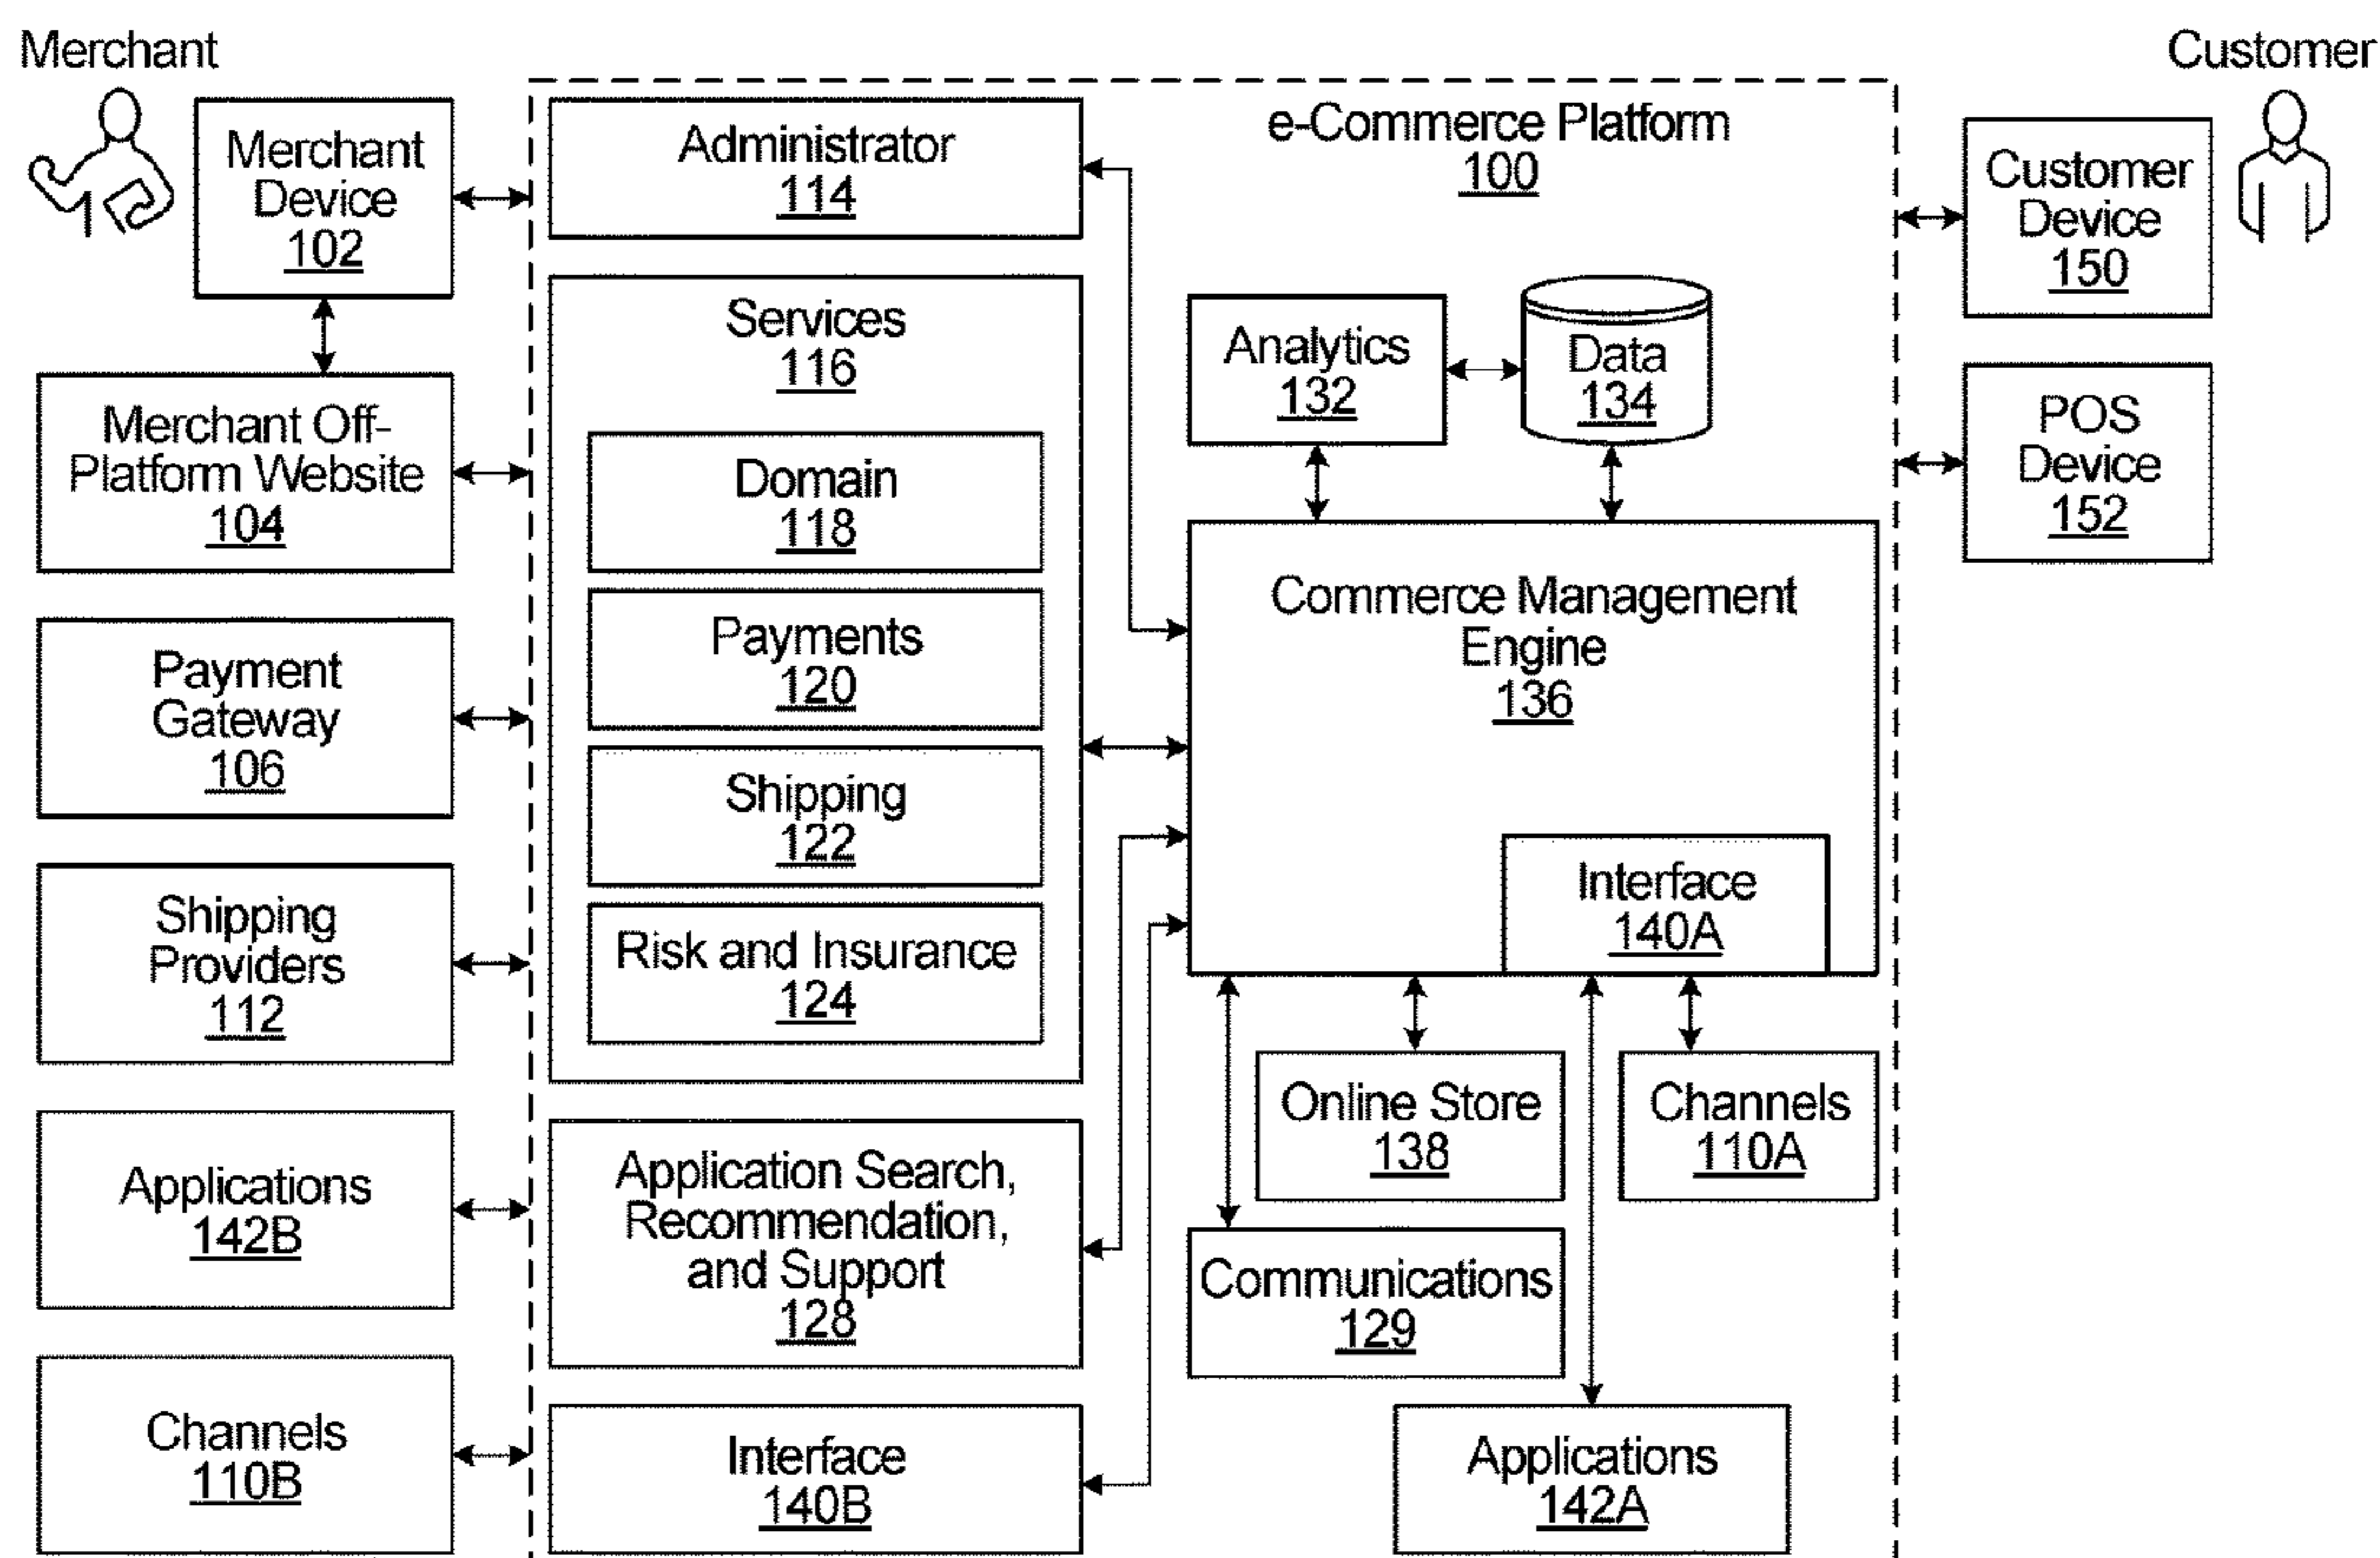 Merchant
Customer
Merchant
Device
102
Merchant Off-
Platform Website
104
Payment
Gateway
106
Shipping
Providers
112
Applications
142B
Channels
110B
Administrator
114
Services
116
Domain
118
Payments
120
Shipping
122
Risk and Insurance
124
Application Search,
Recommendation,
and Support
128
Interface
140B
e-Commerce Platform
100
Analytics
132
Data
134
Commerce Management
Engine
136
Interface
140A
Online Store
138
Channels
110A
Communications
129
Applications
142A
Customer
Device
150
POS
Device
152